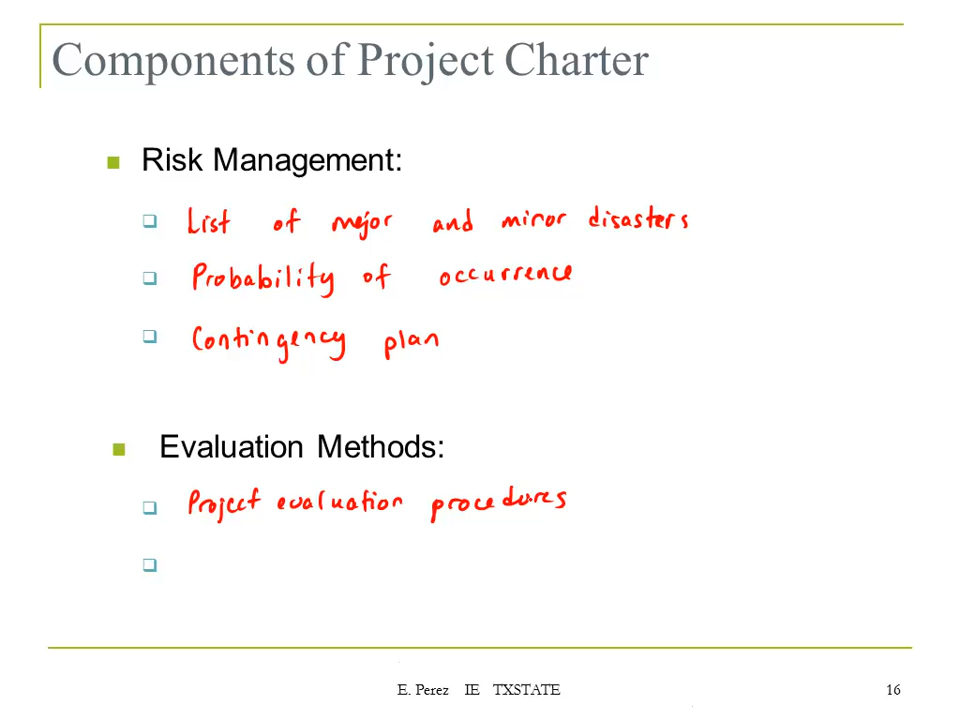 Components of Project Charter
Risk Management:
List of major and minor disasters
Probability of occurrence
Contingency plan
Evaluation Methods:
Project evaluation procedures
E. Perez IE TXSTATE 16